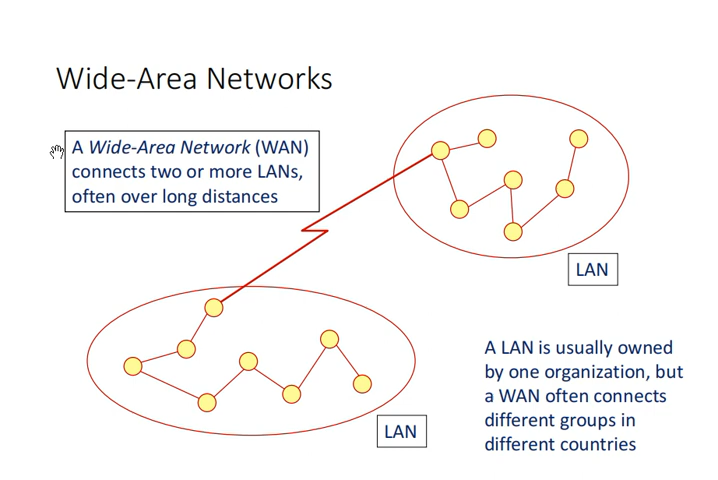 Wide-Area Networks
A Wide-Area Network (WAN)
connects two or more LANs,
often over long distances
LAN
LAN
A LAN is usually owned
by one organization, but
a WAN often connects
different groups in
different countries